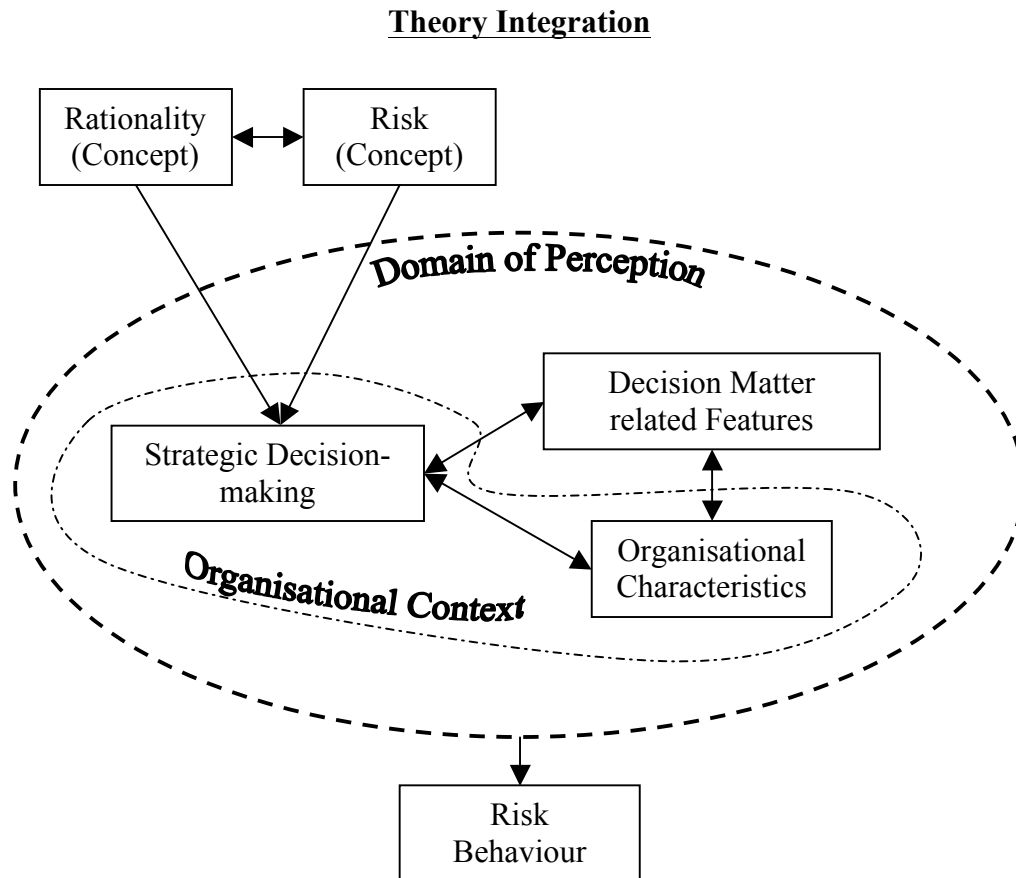 Theory Integration
Rationality
(Concept)
Risk
(Concept)
Domain of Perception
Decision Matter
related Features
Strategic Decision-
making
Organisational
Characteristics
Organisational Context
Risk
Behaviour